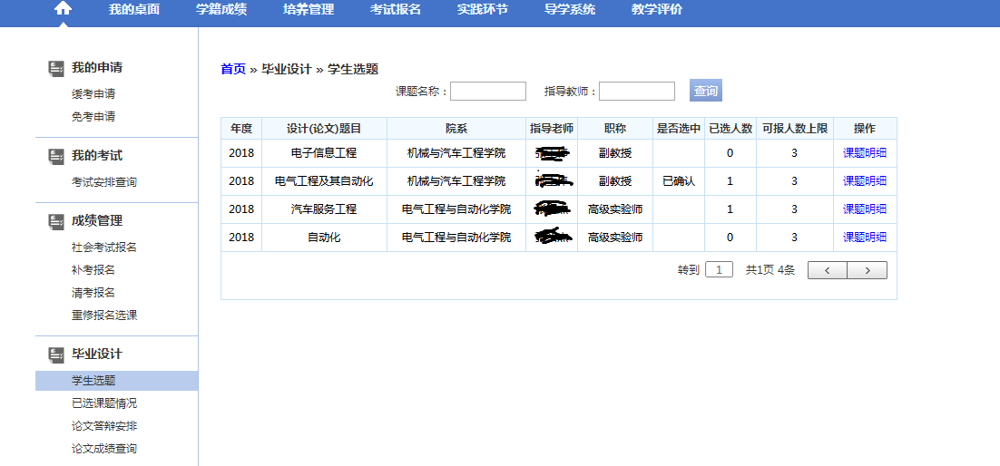 我的桌面 学籍成绩 培养管理 考试报名 实践环节 导学系统 教学评价
我的申请
缓考申请
免考申请
我的考试
考试安排查询
成绩管理
社会考试报名
补考报名
清考报名
重修报名选课
毕业设计
学生选题
已选课题情况
论文答辩安排
论文成绩查询
首页 » 毕业设计 » 学生选题
课题名称： 指导教师： 查询
年度 设计(论文)题目 院系 指导老师 职称 是否选中 已选人数 可报人数上限 操作
2018 电子信息工程 机械与汽车工程学院 副教授 0 3 课题明细
2018 电气工程及其自动化 机械与汽车工程学院 副教授 已确认 1 3 课题明细
2018 汽车服务工程 电气工程与自动化学院 高级实验师 1 3 课题明细
2018 自动化 电气工程与自动化学院 高级实验师 0 3 课题明细
转到 1 共1页 4条 < >